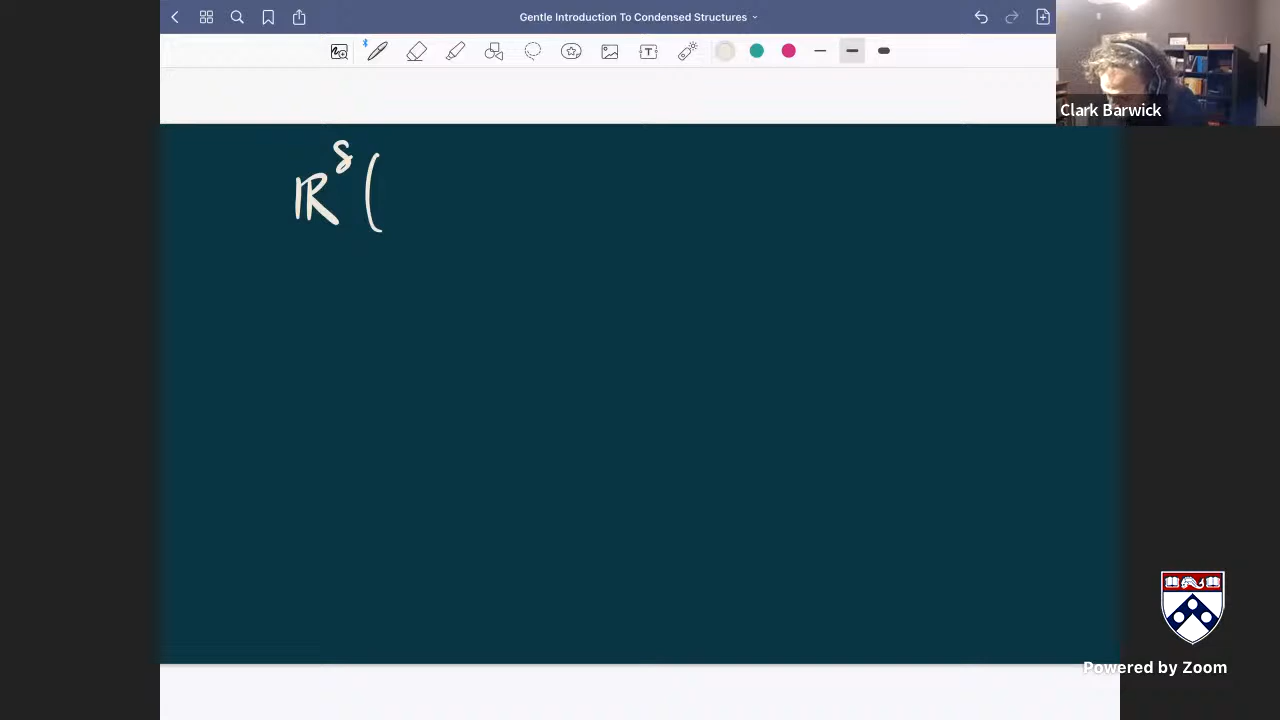 Gentle Introduction To Condensed Structures
Clark Barwick
ℝ^δ (
Powered by Zoom